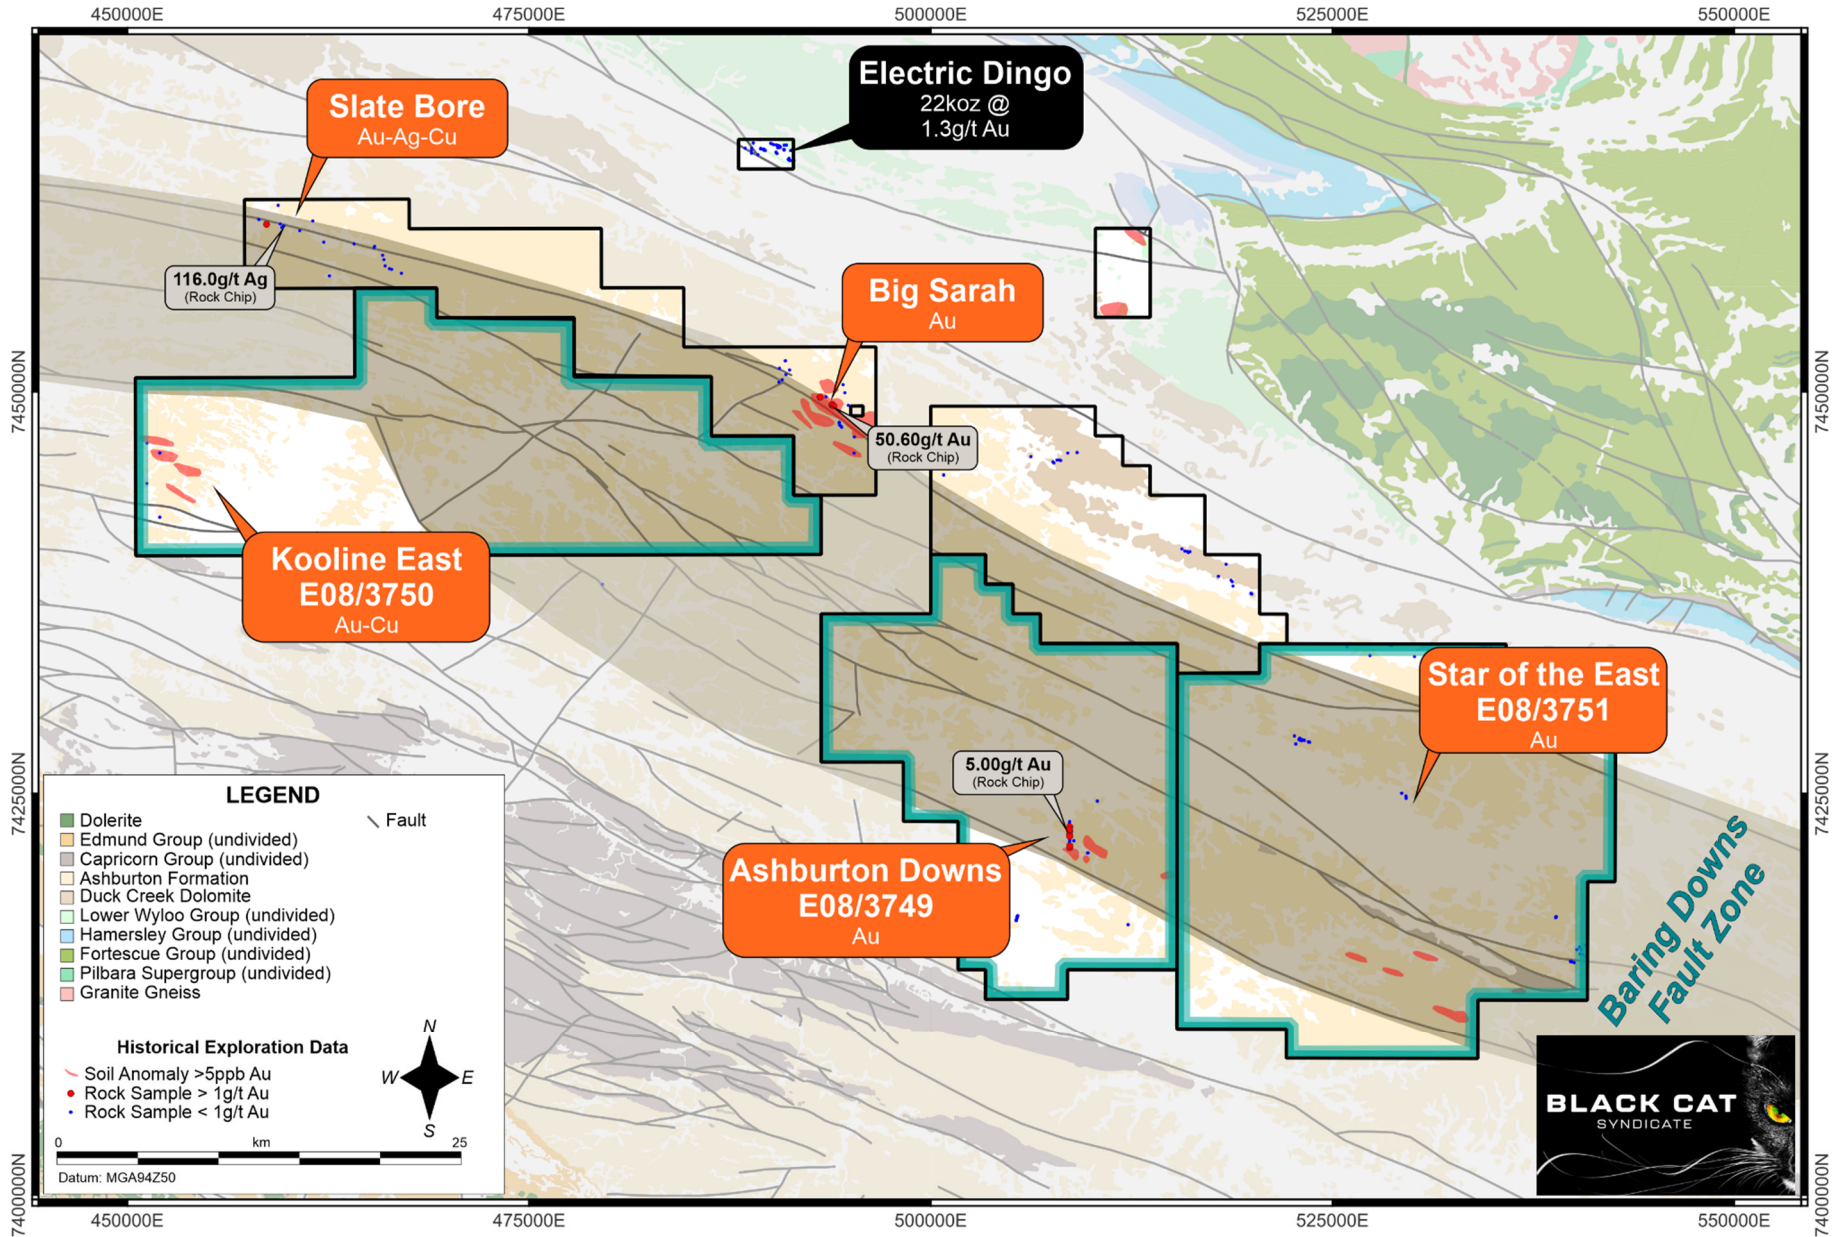 450000E
475000E
500000E
525000E
550000E
Electric Dingo
22koz @
1.3g/t Au
Slate Bore
Au-Ag-Cu
116.0g/t Ag
(Rock Chip)
Big Sarah
Au
7450000N
7450000N
50.60g/t Au
(Rock Chip)
Kooline East
E08/3750
Au-Cu
Star of the East
E08/3751
Au
5.00g/t Au
(Rock Chip)
7425000N
7425000N
Ashburton Downs
E08/3749
Au
Baring Downs
Fault Zone
LEGEND
Dolerite
Fault
Edmund Group (undivided)
Capricorn Group (undivided)
Ashburton Formation
Duck Creek Dolomite
Lower Wyloo Group (undivided)
Hamersley Group (undivided)
Fortescue Group (undivided)
Pilbara Supergroup (undivided)
Granite Gneiss
Historical Exploration Data
Soil Anomaly >5ppb Au
Rock Sample > 1g/t Au
Rock Sample < 1g/t Au
N
W
E
S
0 km 25
Datum: MGA94Z50
BLACK CAT
SYNDICATE
7400000N
7400000N
450000E
475000E
500000E
525000E
550000E